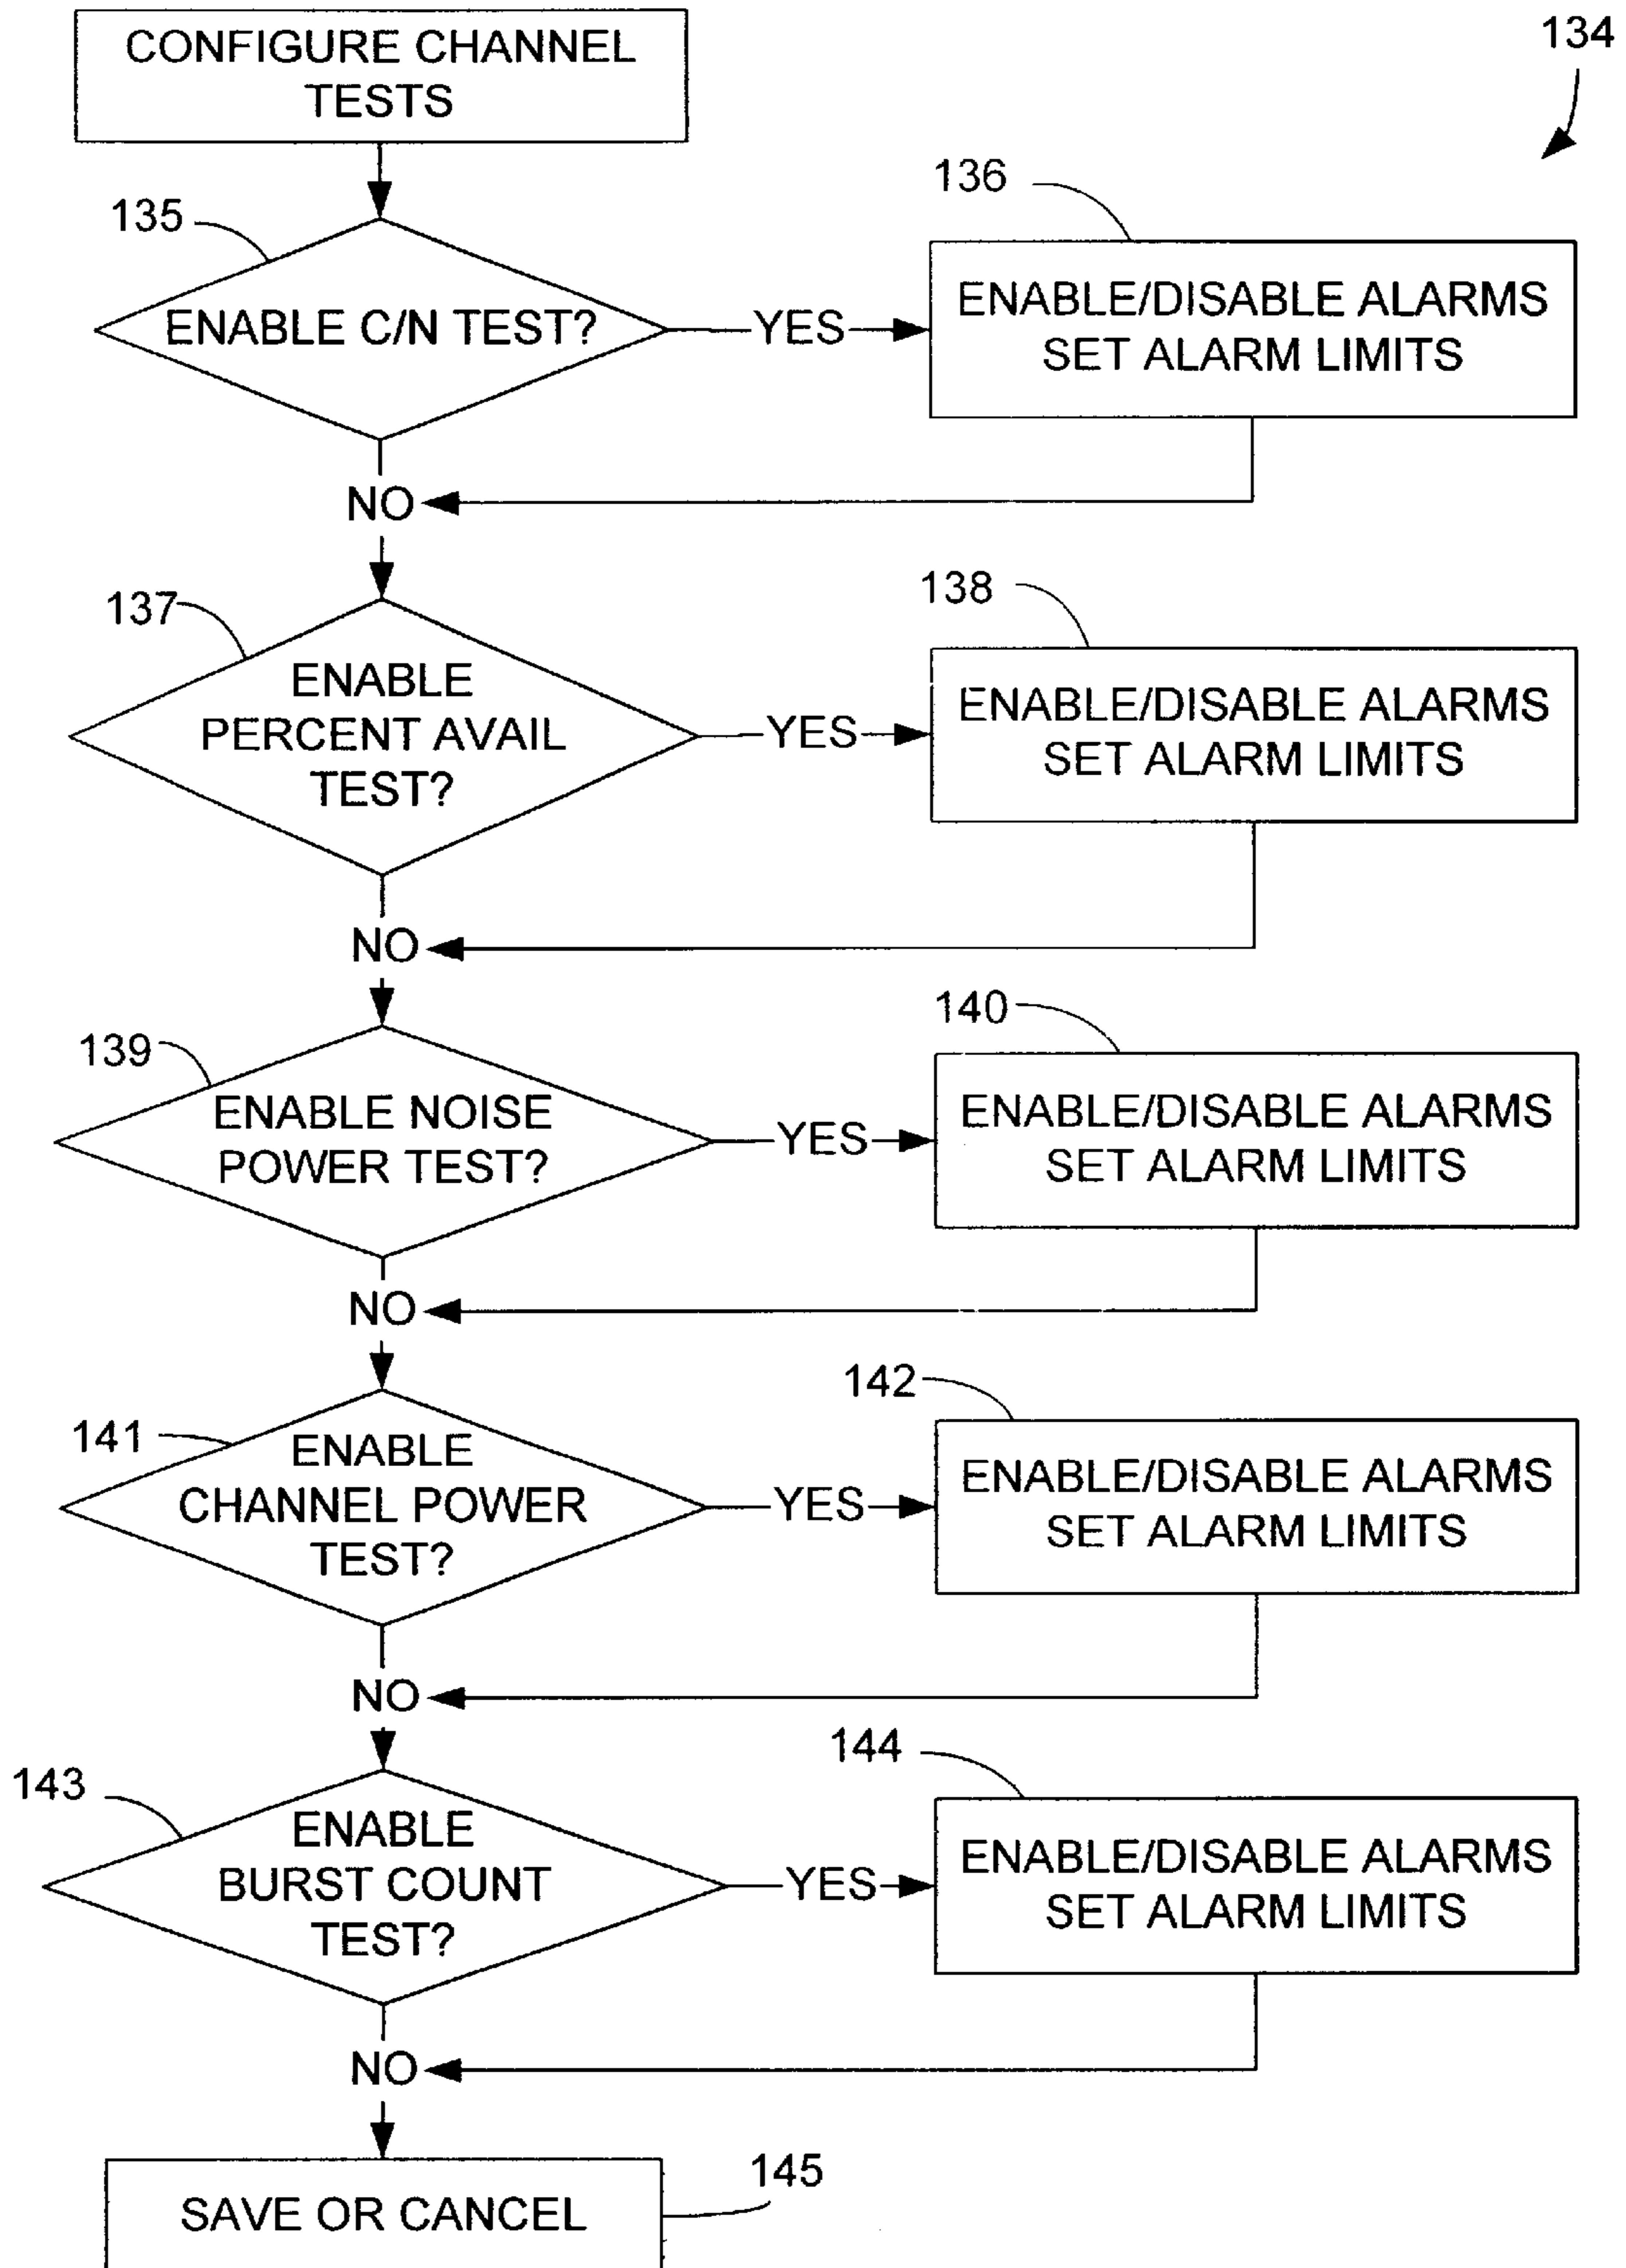 CONFIGURE CHANNEL
TESTS
134
135
ENABLE C/N TEST?
YES
136
ENABLE/DISABLE ALARMS
SET ALARM LIMITS
NO
137
ENABLE
PERCENT AVAIL
TEST?
YES
138
ENABLE/DISABLE ALARMS
SET ALARM LIMITS
NO
139
ENABLE NOISE
POWER TEST?
YES
140
ENABLE/DISABLE ALARMS
SET ALARM LIMITS
NO
141
ENABLE
CHANNEL POWER
TEST?
YES
142
ENABLE/DISABLE ALARMS
SET ALARM LIMITS
NO
143
ENABLE
BURST COUNT
TEST?
YES
144
ENABLE/DISABLE ALARMS
SET ALARM LIMITS
NO
SAVE OR CANCEL
145